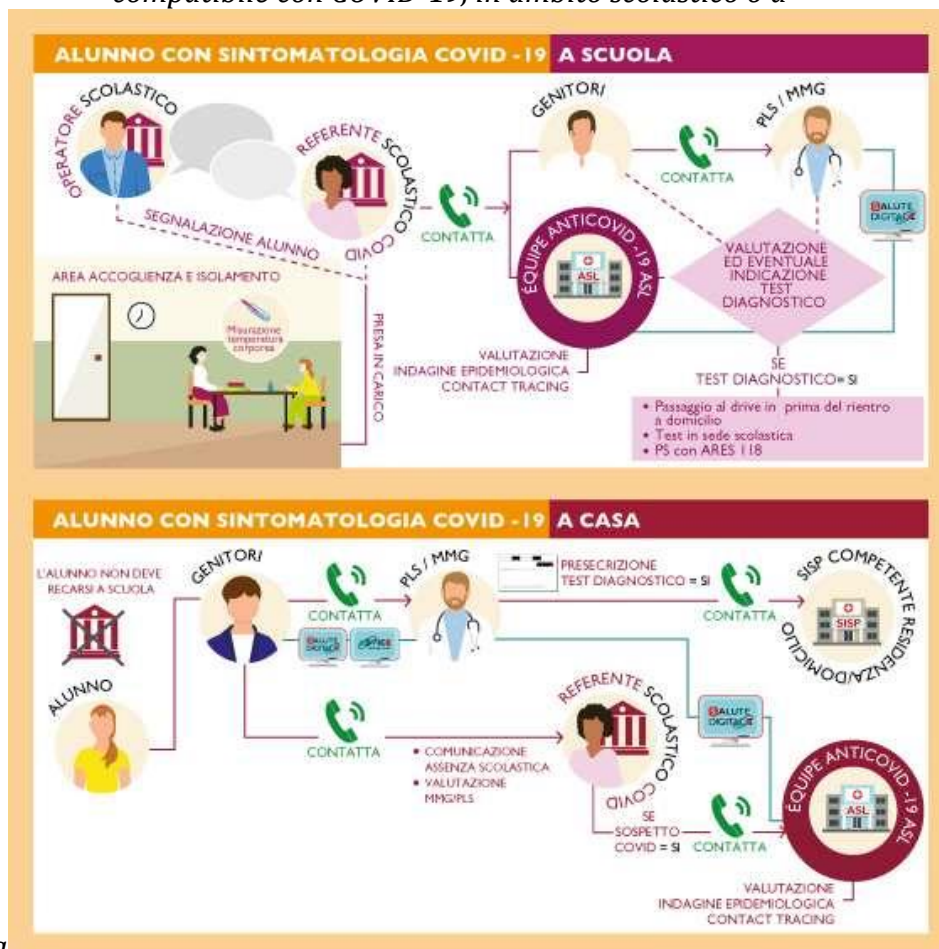 compatibile con COVID-19, in ambito scolastico o a
ALUNNO CON SINTOMATOLOGIA COVID -19 A SCUOLA
OPERATORE SCOLASTICO
REFERENTE SCOLASTICO COVID
SEGNALAZIONE ALUNNO
CONTATTA
GENITORI
CONTATTA
PLS / MMG
SALUTE
DIGITALE
ÉQUIPE ANTICOVID -19 ASL
ASL
VALUTAZIONE
ED EVENTUALE
INDICAZIONE
TEST
DIAGNOSTICO
AREA ACCOGLIENZA E ISOLAMENTO
Misurazione
temperatura
corporea
PRESA IN CARICO
VALUTAZIONE
INDAGINE EPIDEMIOLOGICA
CONTACT TRACING
SE
TEST DIAGNOSTICO= SI
• Passaggio al drive in prima del rientro
a domicilio
• Test in sede scolastica
• PS con ARES 118
ALUNNO CON SINTOMATOLOGIA COVID -19 A CASA
L'ALUNNO NON DEVE
RECARSI A SCUOLA
ALUNNO
GENITORI
CONTATTA
SALUTE
DIGITALE
PLS / MMG
PRESECRIZIONE
TEST DIAGNOSTICO = SI
CONTATTA
SISP COMPETENTE RESIDENZA/DOMICILIO
SISP
CONTATTA
• COMUNICAZIONE
ASSENZA SCOLASTICA
• VALUTAZIONE
MMG/PLS
REFERENTE SCOLASTICO COVID
SALUTE
DIGITALE
SE
SOSPETTO
COVID = SI
CONTATTA
ÉQUIPE ANTICOVID -19 ASL
ASL
VALUTAZIONE
INDAGINE EPIDEMIOLOGICA
CONTACT TRACING